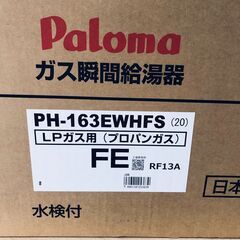 Paloma
ガス瞬間給湯器
PH-163EWHFS (20)
LPガス用 (プロパンガス)
FE
RF13A
日本
水検付